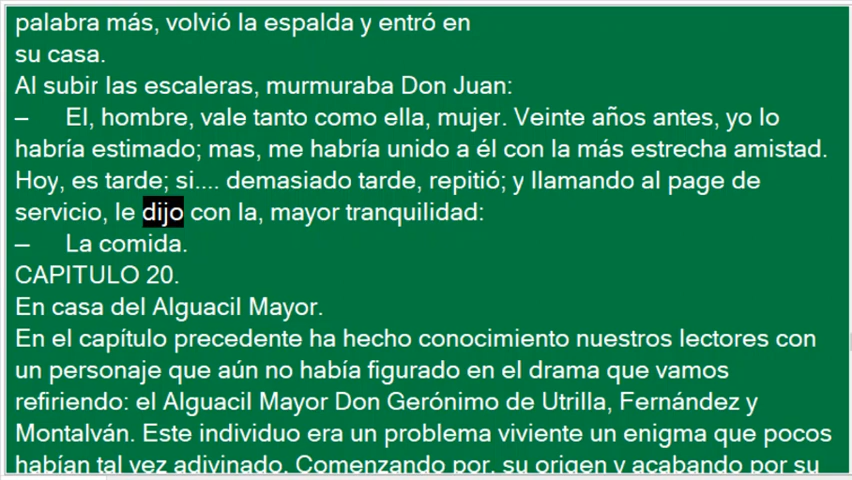 palabra más, volvió la espalda y entró en
su casa.
Al subir las escaleras, murmuraba Don Juan:
– El, hombre, vale tanto como ella, mujer. Veinte años antes, yo lo
habría estimado; mas, me habría unido a él con la más estrecha amistad.
Hoy, es tarde; si.... demasiado tarde, repitió; y llamando al page de
servicio, le dijo con la, mayor tranquilidad:
– La comida.
CAPITULO 20.
En casa del Alguacil Mayor.
En el capítulo precedente ha hecho conocimiento nuestros lectores con
un personaje que aún no había figurado en el drama que vamos
refiriendo: el Alguacil Mayor Don Gerónimo de Utrilla, Fernández y
Montalván. Este individuo era un problema viviente un enigma que pocos
habían tal vez adivinado. Comenzando por, su origen y acabando por su